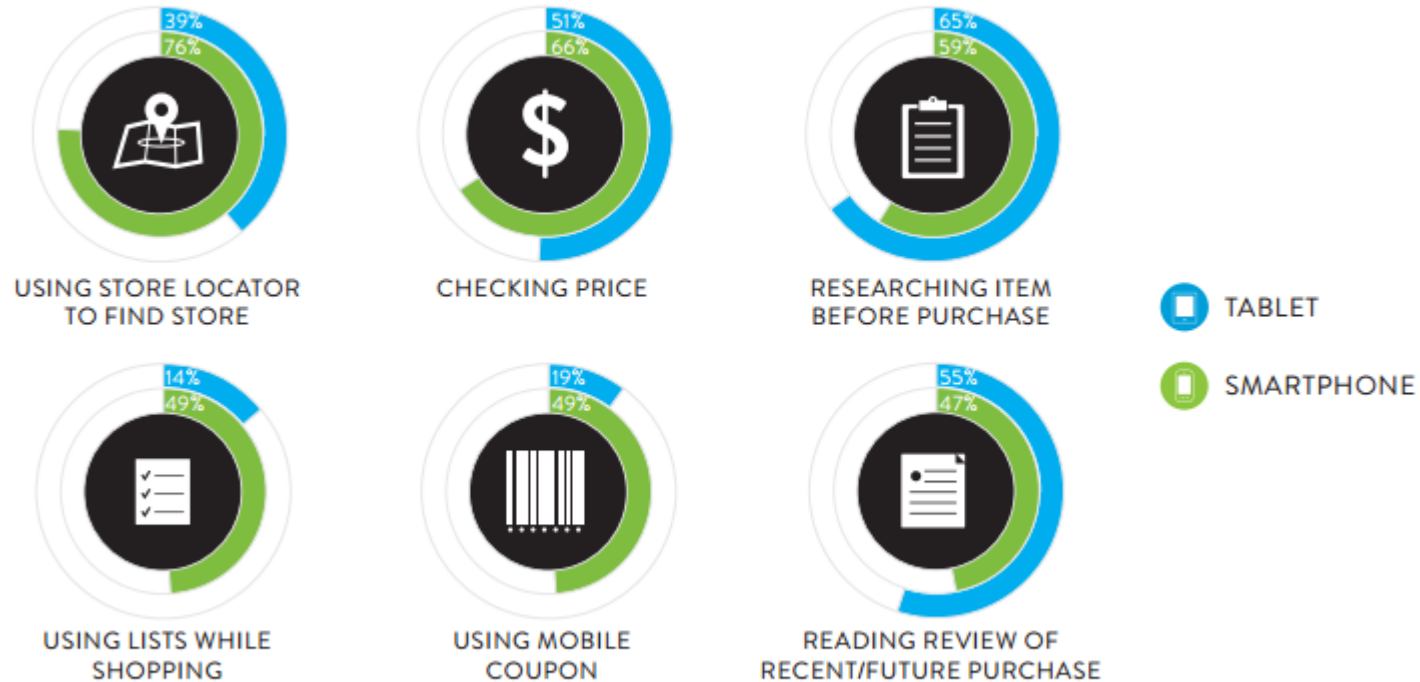 39%
76%
USING STORE LOCATOR
TO FIND STORE
51%
66%
$
CHECKING PRICE
65%
59%
RESEARCHING ITEM
BEFORE PURCHASE
14%
49%
USING LISTS WHILE
SHOPPING
19%
49%
USING MOBILE
COUPON
55%
47%
READING REVIEW OF
RECENT/FUTURE PURCHASE
TABLET
SMARTPHONE